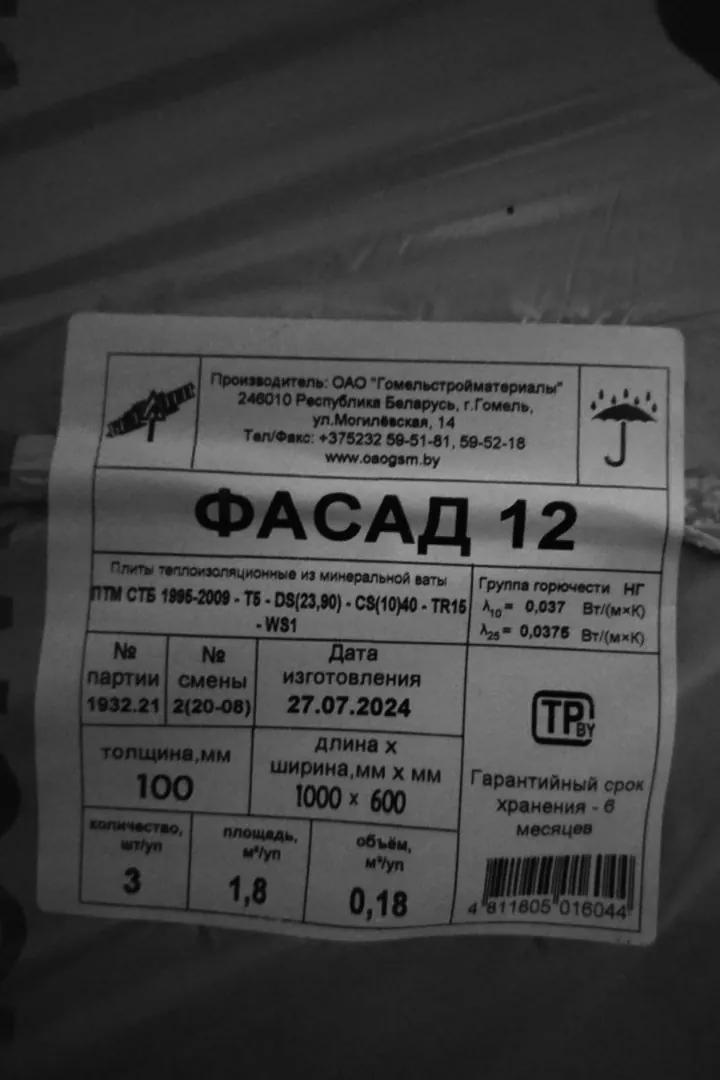 Производитель: ОАО "Гомельстройматериалы"
246010 Республика Беларусь, г.Гомель,
ул.Могилёвская, 14
Тел/Факс: +375232 59-51-81, 59-52-18
www.oaogsm.by
ФАСАД 12
Плиты теплоизоляционные из минеральной ваты
ПТМ СТБ 1995-2009 - T5 - DS(23,90) - CS(10)40 - TR15
- WS1
Группа горючести НГ
λ10 = 0,037 Вт/(м×К)
λ25 = 0,0375 Вт/(м×К)
№
партии
1932.21
№
смены
2(20-08)
Дата
изготовления
27.07.2024
толщина,мм
100
длина х
ширина,мм х мм
1000 × 600
ТР BY
Гарантийный срок
хранения - 6
месяцев
количество,
шт/уп
3
площадь,
м²/уп
1,8
объём,
м³/уп
0,18
4 811605 016044